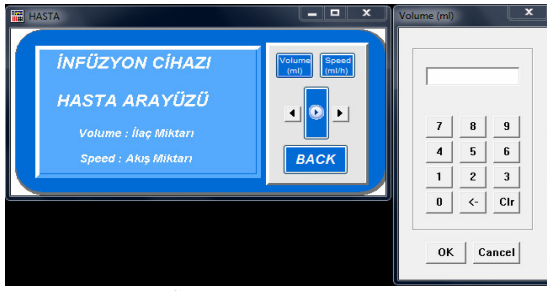 HASTA
İNFÜZYON CİHAZI
HASTA ARAYÜZÜ
Volume : İlaç Miktarı
Speed : Akış Miktarı
Volume
(ml)
Speed
(ml/h)
BACK
Volume (ml)
7 8 9
4 5 6
1 2 3
0 <- Clr
OK Cancel